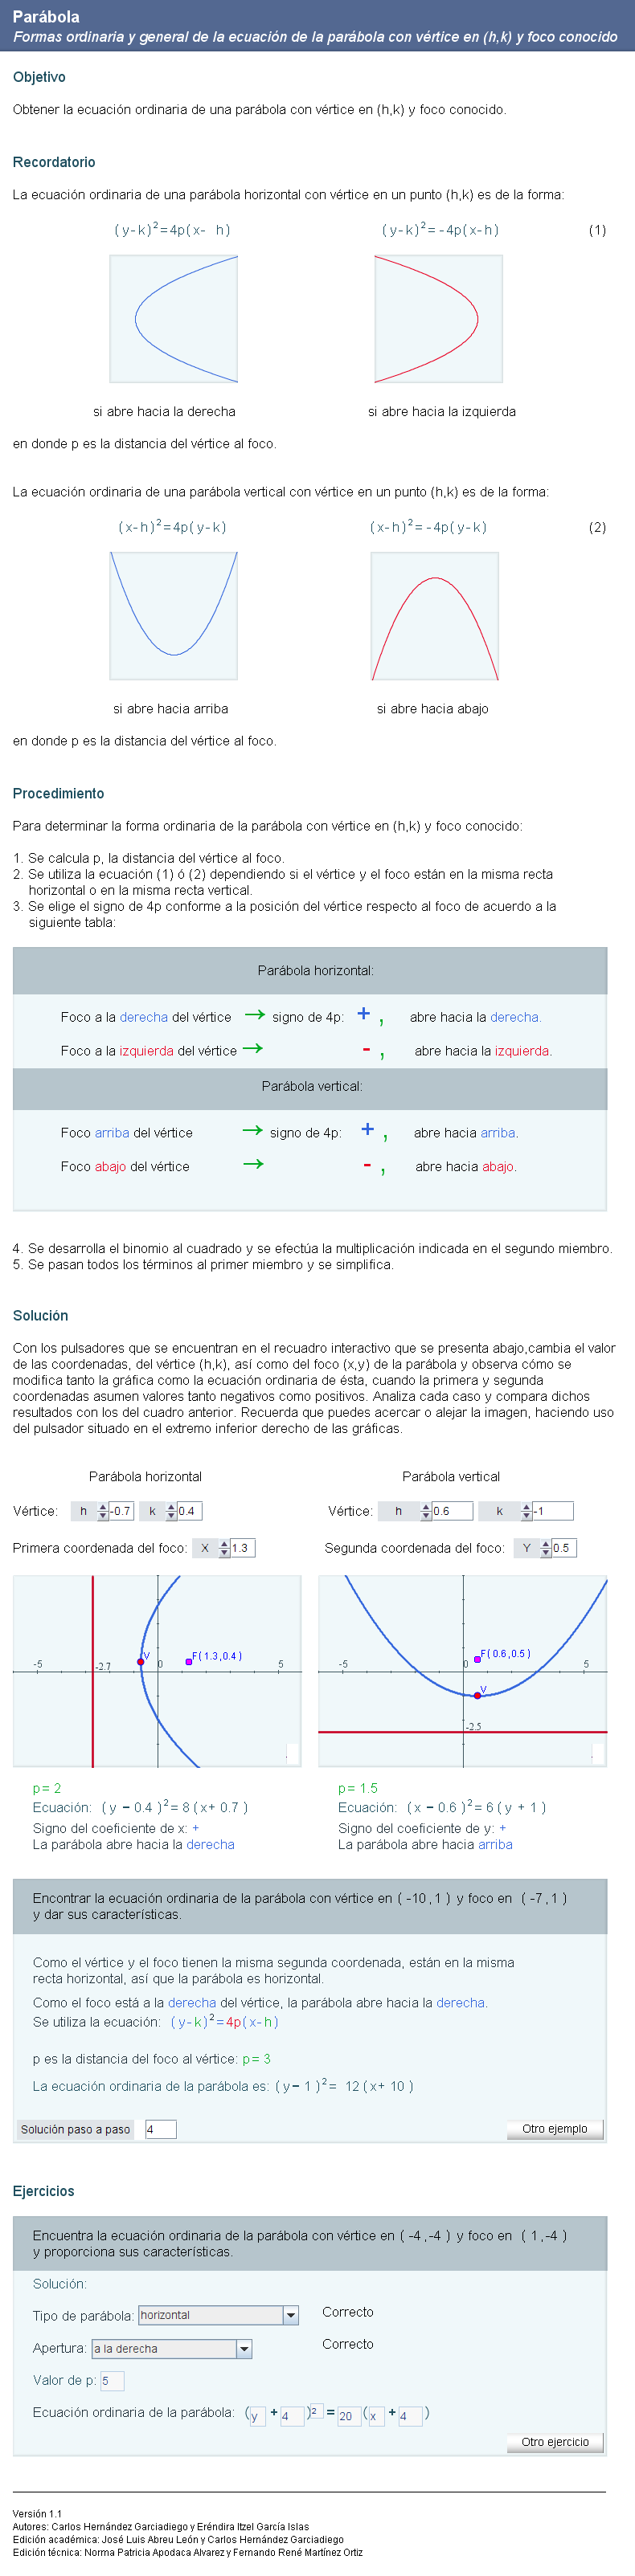 Parábola
Formas ordinaria y general de la ecuación de la parábola con vértice en (h,k) y foco conocido
Objetivo
Obtener la ecuación ordinaria de una parábola con vértice en (h,k) y foco conocido.
Recordatorio
La ecuación ordinaria de una parábola horizontal con vértice en un punto (h,k) es de la forma:
(y-k)²=4p(x- h) (y-k)²=-4p(x-h) (1)
si abre hacia la derecha si abre hacia la izquierda
en donde p es la distancia del vértice al foco.
La ecuación ordinaria de una parábola vertical con vértice en un punto (h,k) es de la forma:
(x-h)²=4p(y-k) (x-h)²=-4p(y-k) (2)
si abre hacia arriba si abre hacia abajo
en donde p es la distancia del vértice al foco.
Procedimiento
Para determinar la forma ordinaria de la parábola con vértice en (h,k) y foco conocido:
1. Se calcula p, la distancia del vértice al foco.
2. Se utiliza la ecuación (1) ó (2) dependiendo si el vértice y el foco están en la misma recta
horizontal o en la misma recta vertical.
3. Se elige el signo de 4p conforme a la posición del vértice respecto al foco de acuerdo a la
siguiente tabla:
Parábola horizontal:
Foco a la derecha del vértice → signo de 4p: + , abre hacia la derecha.
Foco a la izquierda del vértice → - , abre hacia la izquierda.
Parábola vertical:
Foco arriba del vértice → signo de 4p: + , abre hacia arriba.
Foco abajo del vértice → - , abre hacia abajo.
4. Se desarrolla el binomio al cuadrado y se efectúa la multiplicación indicada en el segundo miembro.
5. Se pasan todos los términos al primer miembro y se simplifica.
Solución
Con los pulsadores que se encuentran en el recuadro interactivo que se presenta abajo,cambia el valor
de las coordenadas, del vértice (h,k), así como del foco (x,y) de la parábola y observa cómo se
modifica tanto la gráfica como la ecuación ordinaria de ésta, cuando la primera y segunda
coordenadas asumen valores tanto negativos como positivos. Analiza cada caso y compara dichos
resultados con los del cuadro anterior. Recuerda que puedes acercar o alejar la imagen, haciendo uso
del pulsador situado en el extremo inferior derecho de las gráficas.
Parábola horizontal Parábola vertical
Vértice: h -0.7 k 0.4 Vértice: h 0.6 k -1
Primera coordenada del foco: X 1.3 Segunda coordenada del foco: Y 0.5
V F(1.3,0.4) F(0.6,0.5)
-5 -2.7 0 5 -5 0 5
V
-2.5
p= 2 p= 1.5
Ecuación: (y − 0.4 )²= 8 (x+ 0.7 ) Ecuación: (x − 0.6 )²= 6 (y + 1 )
Signo del coeficiente de x: + Signo del coeficiente de y: +
La parábola abre hacia la derecha La parábola abre hacia arriba
Encontrar la ecuación ordinaria de la parábola con vértice en ( -10 , 1 ) y foco en ( -7 , 1 )
y dar sus características.
Como el vértice y el foco tienen la misma segunda coordenada, están en la misma
recta horizontal, así que la parábola es horizontal.
Como el foco está a la derecha del vértice, la parábola abre hacia la derecha.
Se utiliza la ecuación: (y-k)²=4p(x-h)
p es la distancia del foco al vértice: p= 3
La ecuación ordinaria de la parábola es: (y− 1 )²= 12 (x+ 10 )
Solución paso a paso 4 Otro ejemplo
Ejercicios
Encuentra la ecuación ordinaria de la parábola con vértice en ( -4 , -4 ) y foco en ( 1 , -4 )
y proporciona sus características.
Solución:
Tipo de parábola: horizontal Correcto
Apertura: a la derecha Correcto
Valor de p: 5
Ecuación ordinaria de la parábola: (y + 4 )² = 20 (x + 4 )
Otro ejercicio
Versión 1.1
Autores: Carlos Hernández Garciadiego y Eréndira Itzel García Islas
Edición académica: José Luis Abreu León y Carlos Hernández Garciadiego
Edición técnica: Norma Patricia Apodaca Alvarez y Fernando René Martínez Ortiz